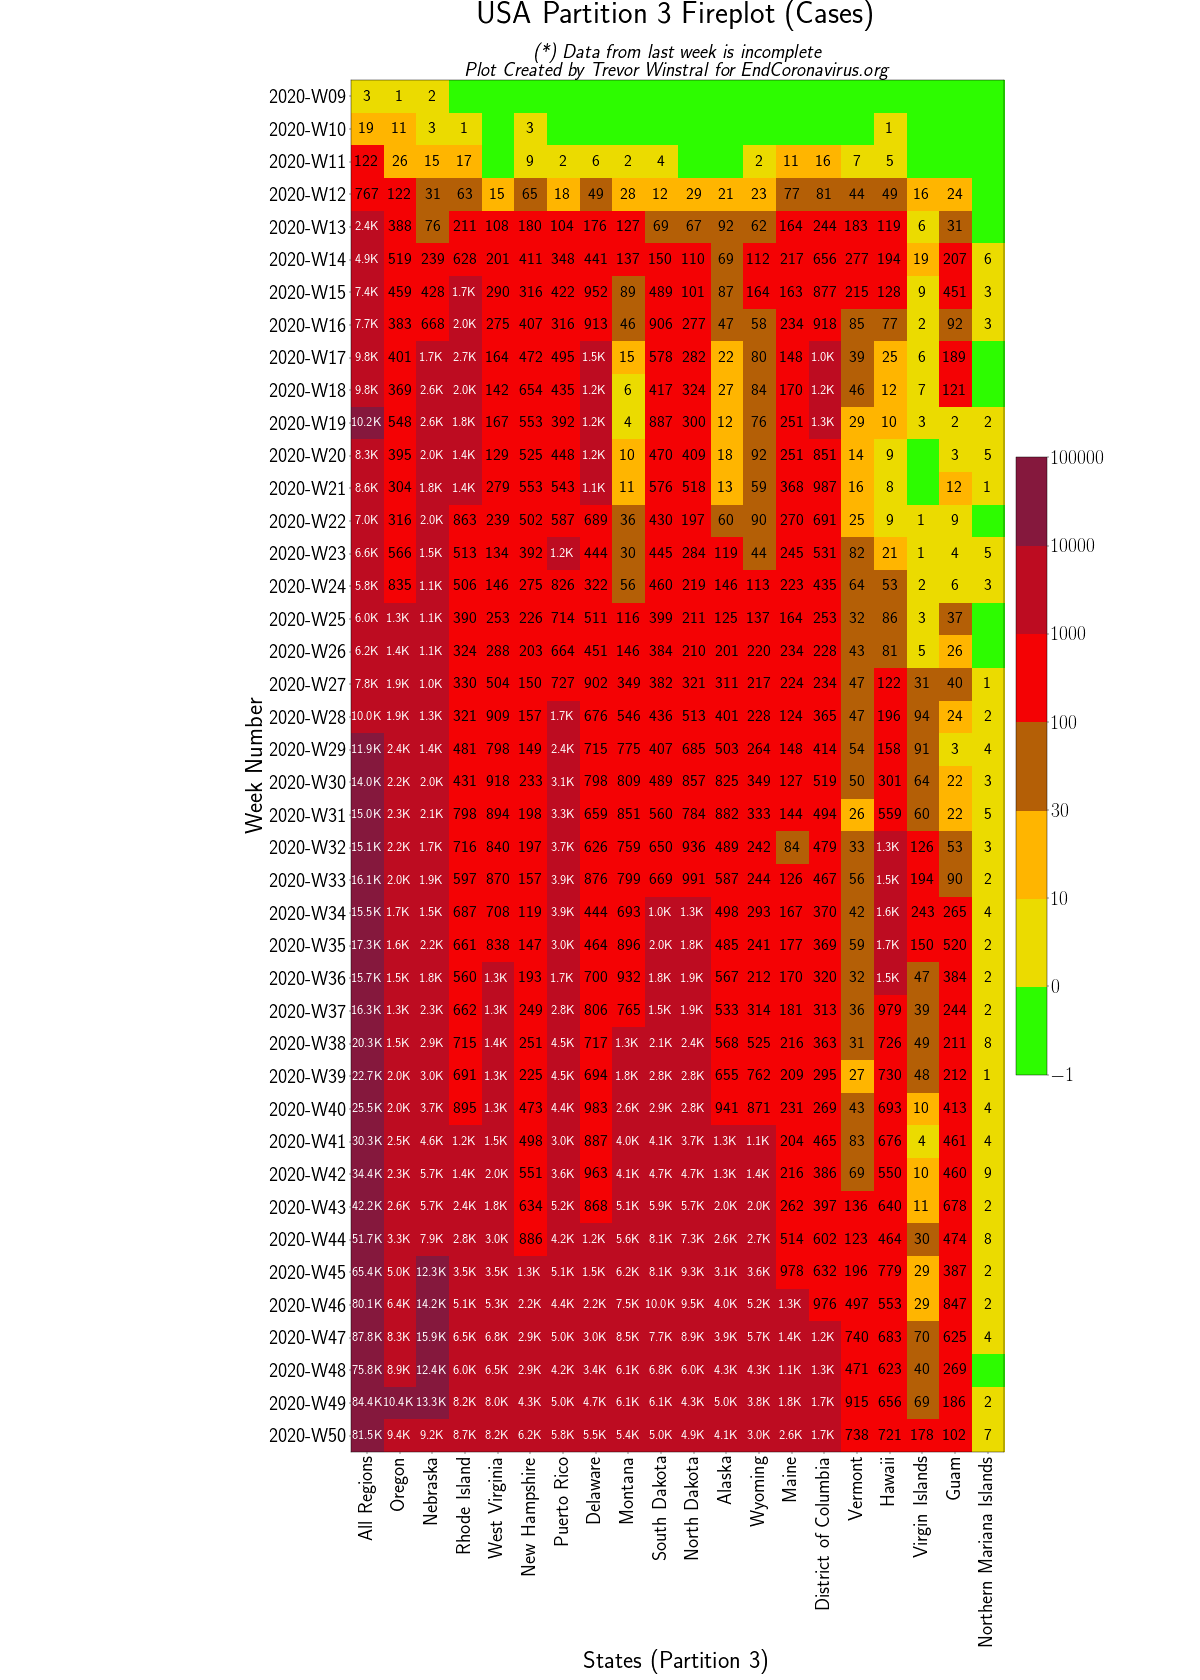 USA Partition 3 Fireplot (Cases)
(*) Data from last week is incomplete
Plot Created by Trevor Winstral for EndCoronavirus.org
2020-W09 3 1 2
2020-W10 19 11 3 1 3 1
2020-W11 122 26 15 17 9 2 6 2 4 2 11 16 7 5
2020-W12 767 122 31 63 15 65 18 49 28 12 29 21 23 77 81 44 49 16 24
2020-W13 2.4K 388 76 211 108 180 104 176 127 69 67 92 62 164 244 183 119 6 31
2020-W14 4.9K 519 239 628 201 411 348 441 137 150 110 69 112 217 656 277 194 19 207 6
2020-W15 7.4K 459 428 1.7K 290 316 422 952 89 489 101 87 164 163 877 215 128 9 451 3
2020-W16 7.7K 383 668 2.0K 275 407 316 913 46 906 277 47 58 234 918 85 77 2 92 3
2020-W17 9.8K 401 1.7K 2.7K 164 472 495 1.5K 15 578 282 22 80 148 1.0K 39 25 6 189
2020-W18 9.8K 369 2.6K 2.0K 142 654 435 1.2K 6 417 324 27 84 170 1.2K 46 12 7 121
2020-W19 10.2K 548 2.6K 1.8K 167 553 392 1.2K 4 887 300 12 76 251 1.3K 29 10 3 2 2
2020-W20 8.3K 395 2.0K 1.4K 129 525 448 1.2K 10 470 409 18 92 251 851 14 9 3 5
2020-W21 8.6K 304 1.8K 1.4K 279 553 543 1.1K 11 576 518 13 59 368 987 16 8 12 1
2020-W22 7.0K 316 2.0K 863 239 502 587 689 36 430 197 60 90 270 691 25 9 1 9
2020-W23 6.6K 566 1.5K 513 134 392 1.2K 444 30 445 284 119 44 245 531 82 21 1 4 5
2020-W24 5.8K 835 1.1K 506 146 275 826 322 56 460 219 146 113 223 435 64 53 2 6 3
2020-W25 6.0K 1.3K 1.1K 390 253 226 714 511 116 399 211 125 137 164 253 32 86 3 37
2020-W26 6.2K 1.4K 1.1K 324 288 203 664 451 146 384 210 201 220 234 228 43 81 5 26
2020-W27 7.8K 1.9K 1.0K 330 504 150 727 902 349 382 321 311 217 224 234 47 122 31 40 1
2020-W28 10.0K 1.9K 1.3K 321 909 157 1.7K 676 546 436 513 401 228 124 365 47 196 94 24 2
2020-W29 11.9K 2.4K 1.4K 481 798 149 2.4K 715 775 407 685 503 264 148 414 54 158 91 3 4
2020-W30 14.0K 2.2K 2.0K 431 918 233 3.1K 798 809 489 857 825 349 127 519 50 301 64 22 3
2020-W31 15.0K 2.3K 2.1K 798 894 198 3.3K 659 851 560 784 882 333 144 494 26 559 60 22 5
2020-W32 15.1K 2.2K 1.7K 716 840 197 3.7K 626 759 650 936 489 242 84 479 33 1.3K 126 53 3
2020-W33 16.1K 2.0K 1.9K 597 870 157 3.9K 876 799 669 991 587 244 126 467 56 1.5K 194 90 2
2020-W34 15.5K 1.7K 1.5K 687 708 119 3.9K 444 693 1.0K 1.3K 498 293 167 370 42 1.6K 243 265 4
2020-W35 17.3K 1.6K 2.2K 661 838 147 3.0K 464 896 2.0K 1.8K 485 241 177 369 59 1.7K 150 520 2
2020-W36 15.7K 1.5K 1.8K 560 1.3K 193 1.7K 700 932 1.8K 1.9K 567 212 170 320 32 1.5K 47 384 2
2020-W37 16.3K 1.3K 2.3K 662 1.3K 249 2.8K 806 765 1.5K 1.9K 533 314 181 313 36 979 39 244 2
2020-W38 20.3K 1.5K 2.9K 715 1.4K 251 4.5K 717 1.3K 2.1K 2.4K 568 525 216 363 31 726 49 211 8
2020-W39 22.7K 2.0K 3.0K 691 1.3K 225 4.5K 694 1.8K 2.8K 2.8K 655 762 209 295 27 730 48 212 1
2020-W40 25.5K 2.0K 3.7K 895 1.3K 473 4.4K 983 2.6K 2.9K 2.8K 941 871 231 269 43 693 10 413 4
2020-W41 30.3K 2.5K 4.6K 1.2K 1.5K 498 3.0K 887 4.0K 4.1K 3.7K 1.3K 1.1K 204 465 83 676 4 461 4
2020-W42 34.4K 2.3K 5.7K 1.4K 2.0K 551 3.6K 963 4.1K 4.7K 4.7K 1.3K 1.4K 216 386 69 550 10 460 9
2020-W43 42.2K 2.6K 5.7K 2.4K 1.8K 634 5.2K 868 5.1K 5.9K 5.7K 2.0K 2.0K 262 397 136 640 11 678 2
2020-W44 51.7K 3.3K 7.9K 2.8K 3.0K 886 4.2K 1.2K 5.6K 8.1K 7.3K 2.6K 2.7K 514 602 123 464 30 474 8
2020-W45 65.4K 5.0K 12.3K 3.5K 3.5K 1.3K 5.1K 1.5K 6.2K 8.1K 9.3K 3.1K 3.6K 978 632 196 779 29 387 2
2020-W46 80.1K 6.4K 14.2K 5.1K 5.3K 2.2K 4.4K 2.2K 7.5K 10.0K 9.5K 4.0K 5.2K 1.3K 976 497 553 29 847 2
2020-W47 87.8K 8.3K 15.9K 6.5K 6.8K 2.9K 5.0K 3.0K 8.5K 7.7K 8.9K 3.9K 5.7K 1.4K 1.2K 740 683 70 625 4
2020-W48 75.8K 8.9K 12.4K 6.0K 6.5K 2.9K 4.2K 3.4K 6.1K 6.8K 6.0K 4.3K 4.3K 1.1K 1.3K 471 623 40 269
2020-W49 84.4K 10.4K 13.3K 8.2K 8.0K 4.3K 5.0K 4.7K 6.1K 6.1K 4.3K 5.0K 3.8K 1.8K 1.7K 915 656 69 186 2
2020-W50 81.5K 9.4K 9.2K 8.7K 8.2K 6.2K 5.8K 5.5K 5.4K 5.0K 4.9K 4.1K 3.0K 2.6K 1.7K 738 721 178 102 7
Week Number
All Regions
Oregon
Nebraska
Rhode Island
West Virginia
New Hampshire
Puerto Rico
Delaware
Montana
South Dakota
North Dakota
Alaska
Wyoming
Maine
District of Columbia
Vermont
Hawaii
Virgin Islands
Guam
Northern Mariana Islands
States (Partition 3)
100000
10000
1000
100
30
10
0
−1